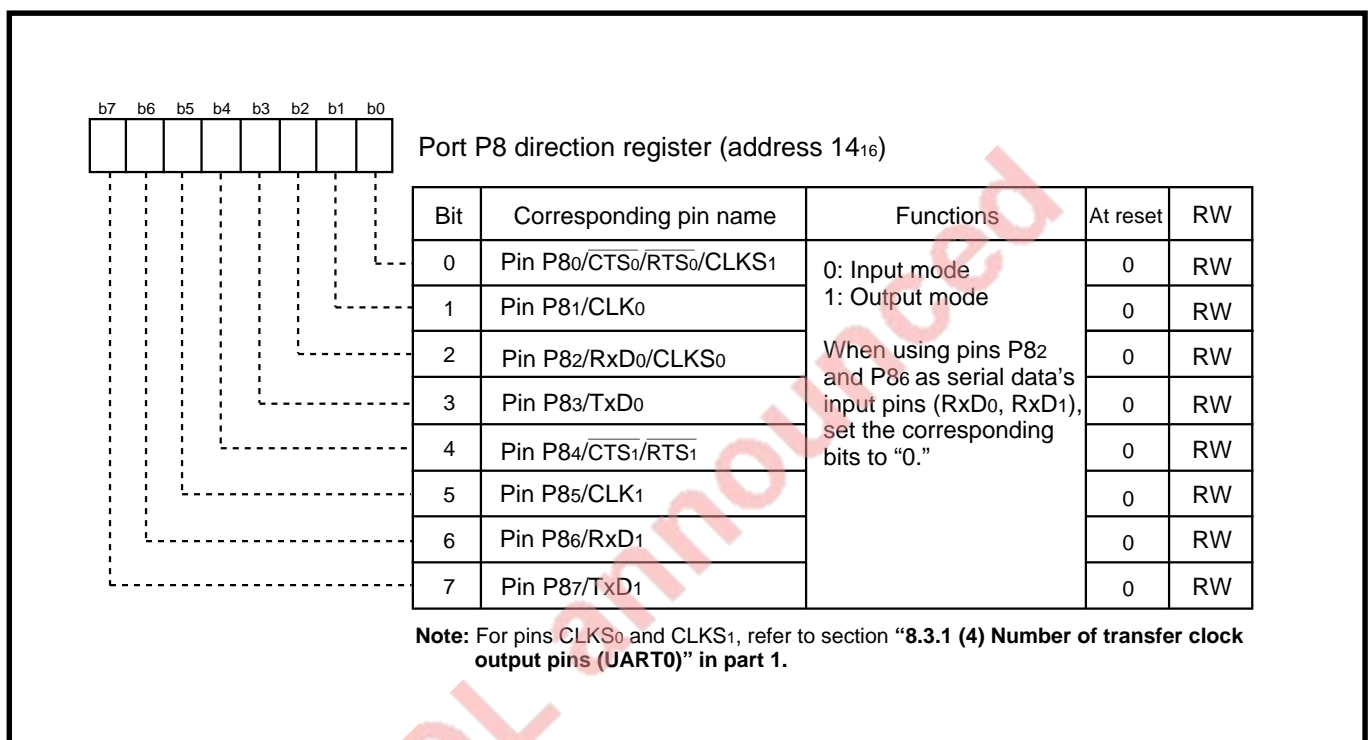 b7 b6 b5 b4 b3 b2 b1 b0
Port P8 direction register (address 14₁₆)
Bit Corresponding pin name Functions At reset RW
0 Pin P8₀/C̅T̅S̅₀/R̅T̅S̅₀/CLKS₁ 0 RW
0: Input mode
1: Output mode
1 Pin P8₁/CLK₀ 0 RW
2 Pin P8₂/RxD₀/CLKS₀ 0 RW
When using pins P8₂
and P8₆ as serial data's
input pins (RxD₀, RxD₁),
set the corresponding
bits to “0.”
3 Pin P8₃/TxD₀ 0 RW
4 Pin P8₄/C̅T̅S̅₁/R̅T̅S̅₁ 0 RW
5 Pin P8₅/CLK₁ 0 RW
6 Pin P8₆/RxD₁ 0 RW
7 Pin P8₇/TxD₁ 0 RW
Note: For pins CLKS₀ and CLKS₁, refer to section “8.3.1 (4) Number of transfer clock
output pins (UART0)” in part 1.
announced